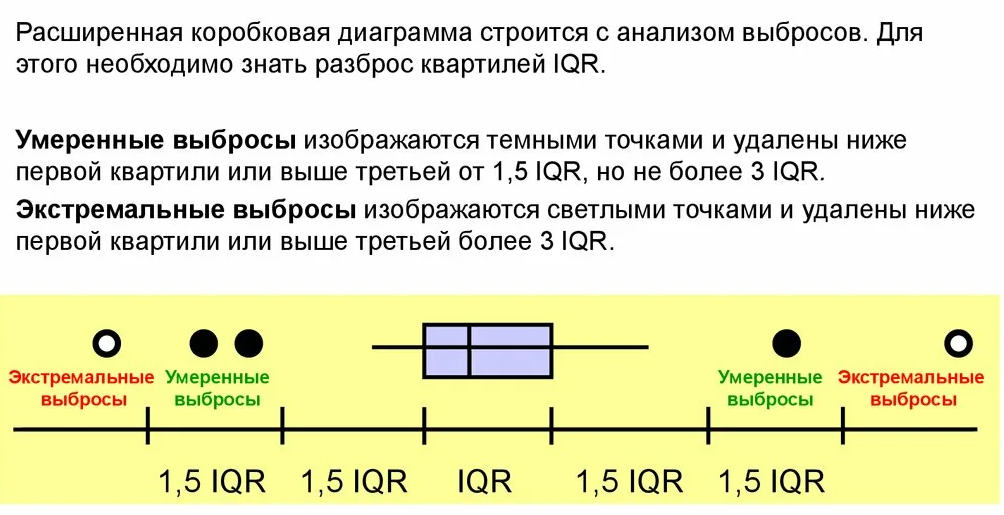 Расширенная коробковая диаграмма строится с анализом выбросов. Для
этого необходимо знать разброс квартилей IQR.
Умеренные выбросы изображаются темными точками и удалены ниже
первой квартили или выше третьей от 1,5 IQR, но не более 3 IQR.
Экстремальные выбросы изображаются светлыми точками и удалены ниже
первой квартили или выше третьей более 3 IQR.
Экстремальные
выбросы
Умеренные
выбросы
Умеренные
выбросы
Экстремальные
выбросы
1,5 IQR
1,5 IQR
IQR
1,5 IQR
1,5 IQR